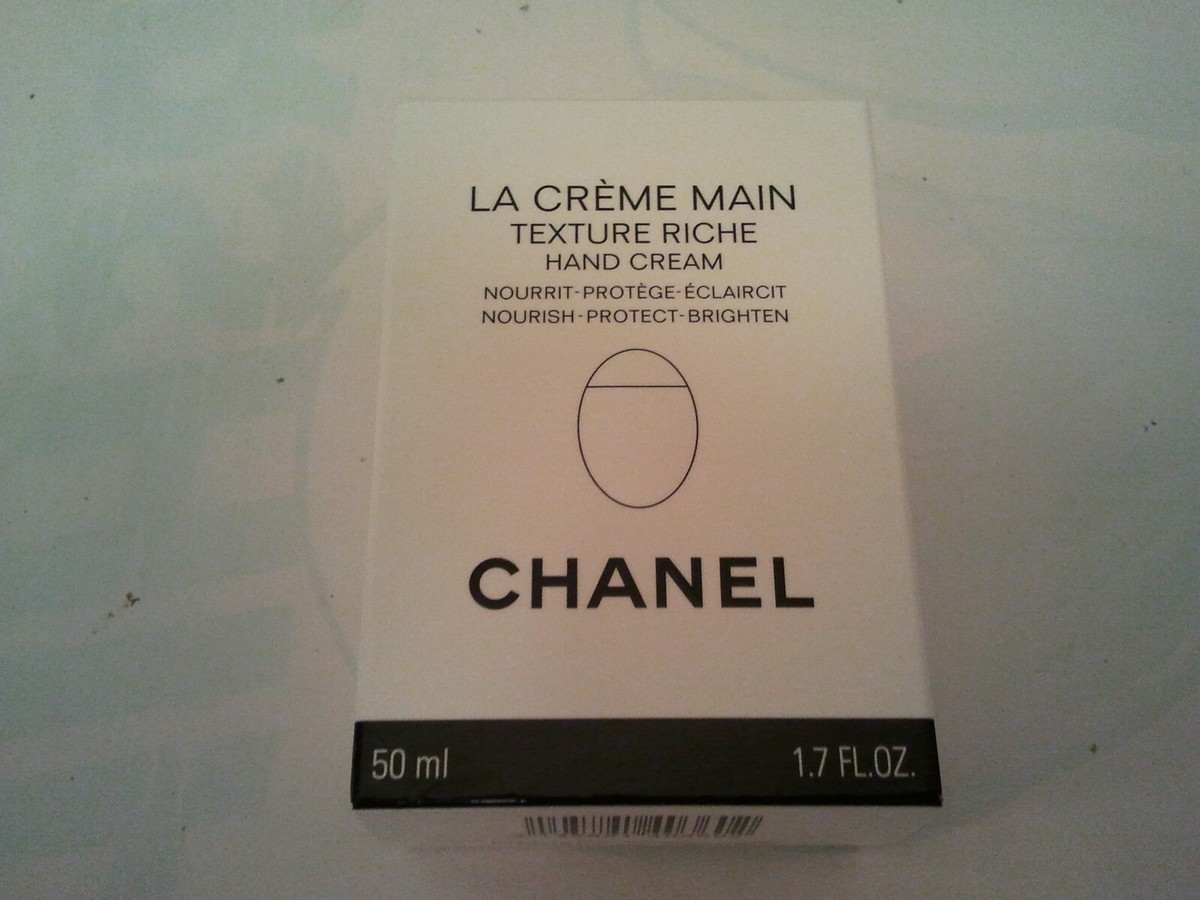 LA CRÈME MAIN
TEXTURE RICHE
HAND CREAM
NOURRIT-PROTÈGE-ÉCLAIRCIT
NOURISH-PROTECT-BRIGHTEN
CHANEL
50 ml 1.7 FL.OZ.